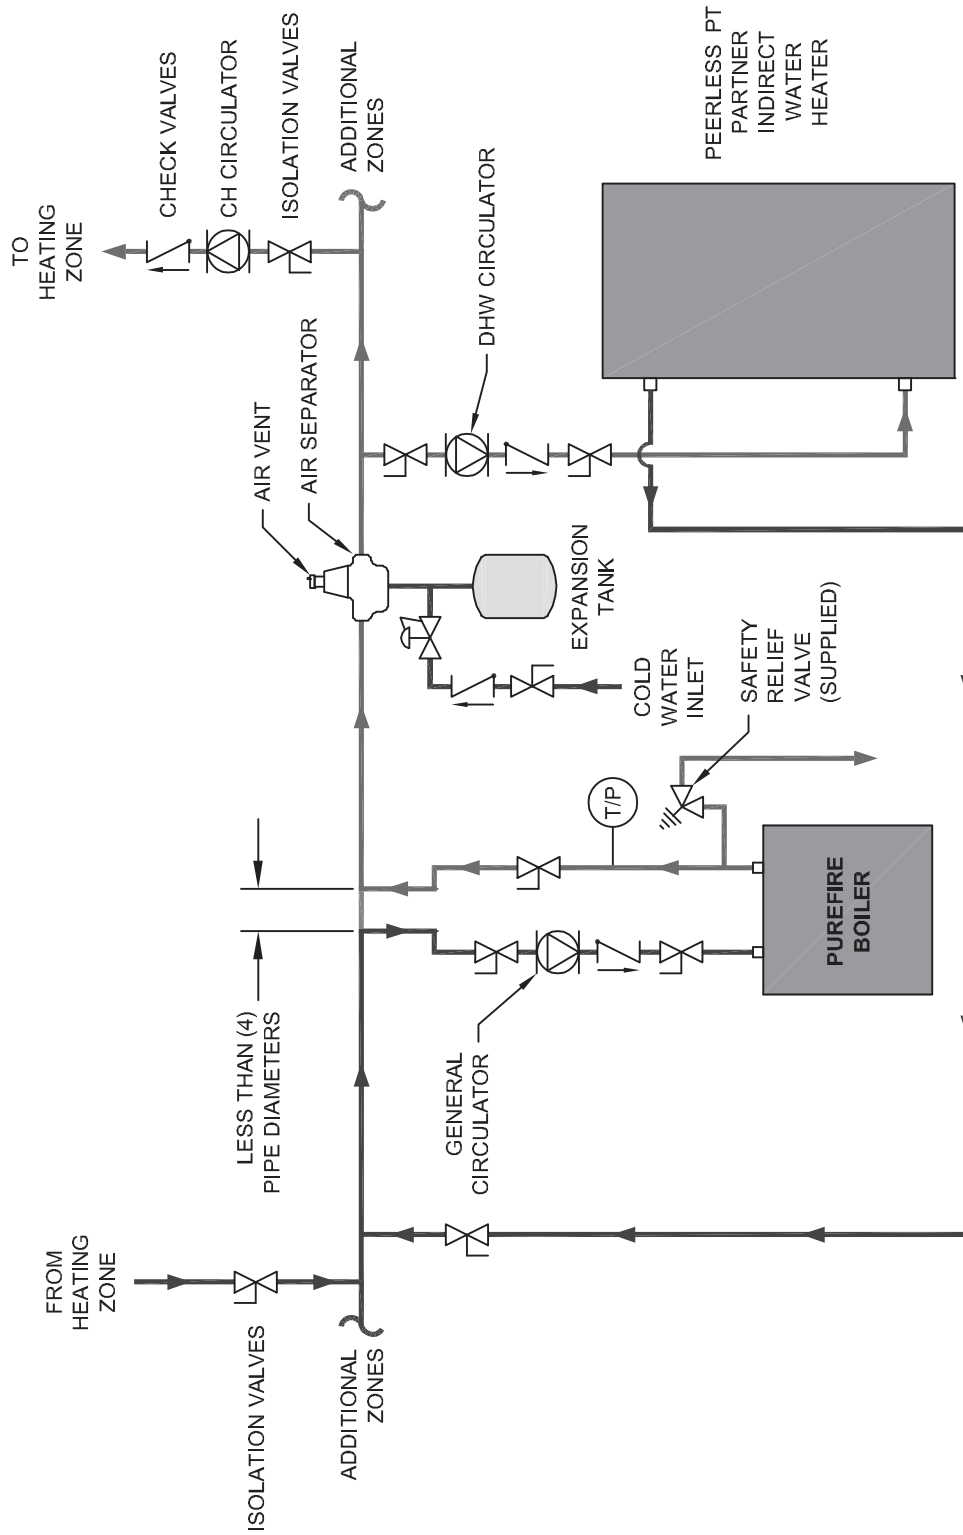 FROM
HEATING
ZONE
ISOLATION VALVES
ADDITIONAL
ZONES
LESS THAN (4)
PIPE DIAMETERS
GENERAL
CIRCULATOR
PUREFIRE
BOILER
T/P
SAFETY
RELIEF
VALVE
(SUPPLIED)
COLD
WATER
INLET
EXPANSION
TANK
AIR VENT
AIR SEPARATOR
DHW CIRCULATOR
TO
HEATING
ZONE
CHECK VALVES
CH CIRCULATOR
ISOLATION VALVES
ADDITIONAL
ZONES
PEERLESS PT
PARTNER
INDIRECT
WATER
HEATER